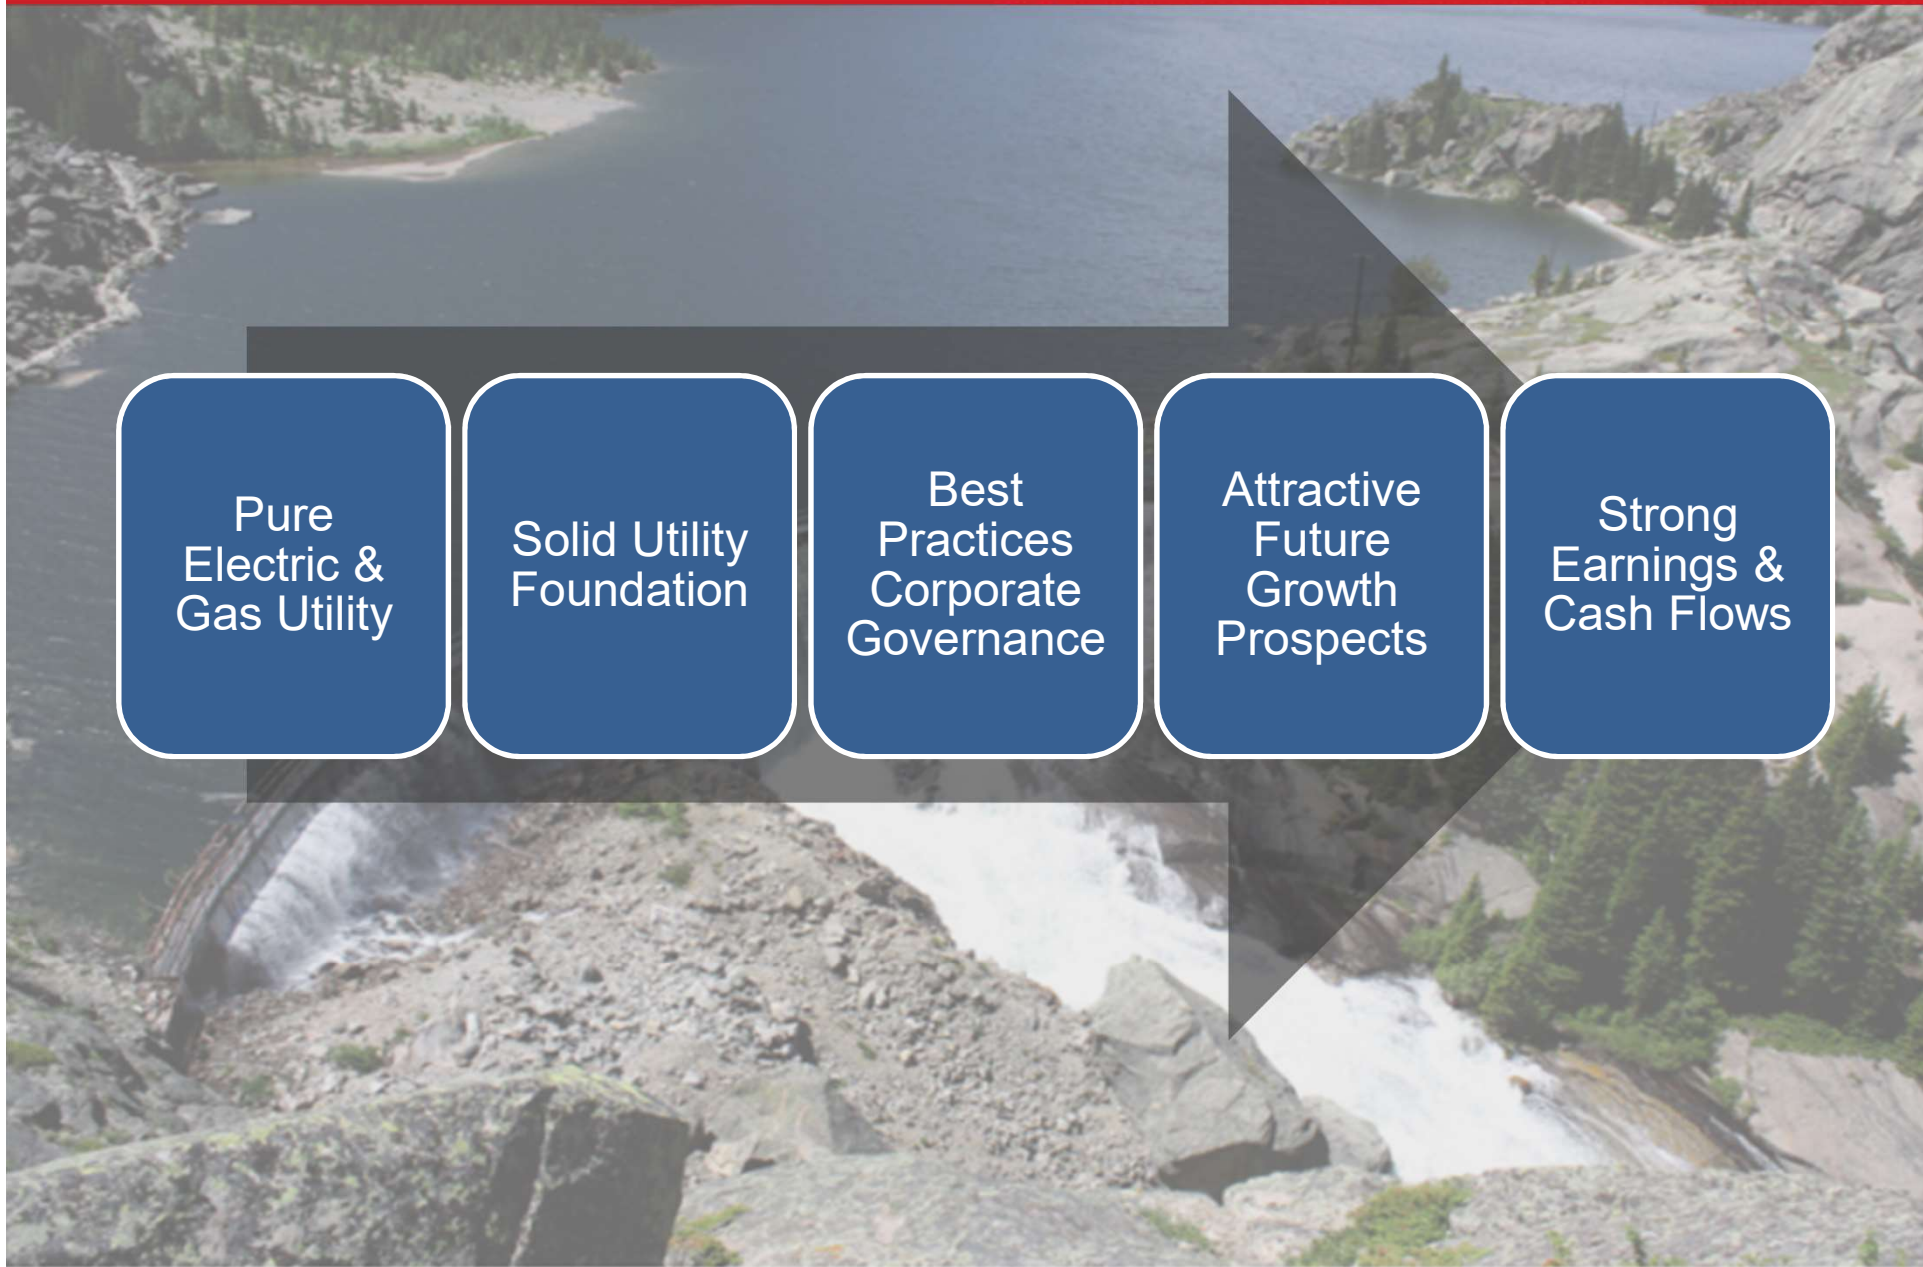 Pure
Electric &
Gas Utility
Solid Utility
Foundation
Best
Practices
Corporate
Governance
Attractive
Future
Growth
Prospects
Strong
Earnings &
Cash Flows